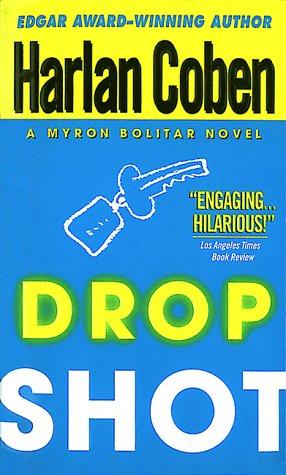 EDGAR AWARD-WINNING AUTHOR
Harlan Coben
A MYRON BOLITAR NOVEL
"ENGAGING...
HILARIOUS!"
Los Angeles Times
Book Review
DROP
SHOT